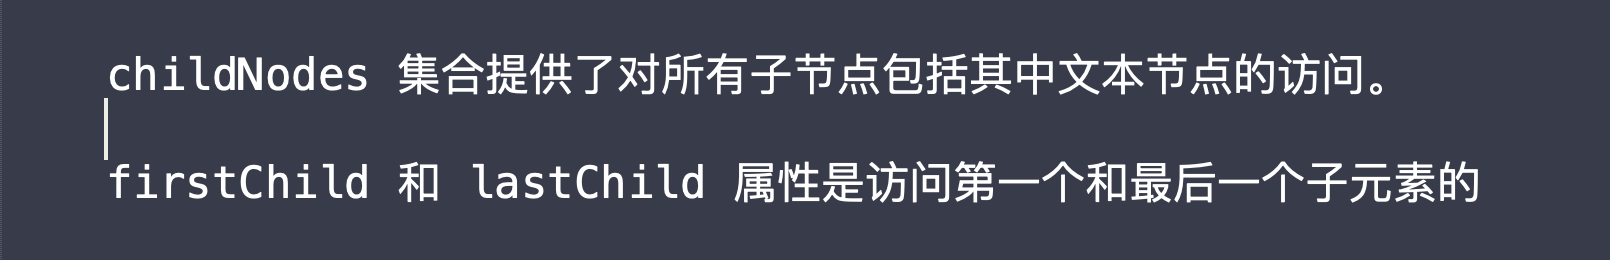 childNodes 集合提供了对所有子节点包括其中文本节点的访问。
firstChild 和 lastChild 属性是访问第一个和最后一个子元素的